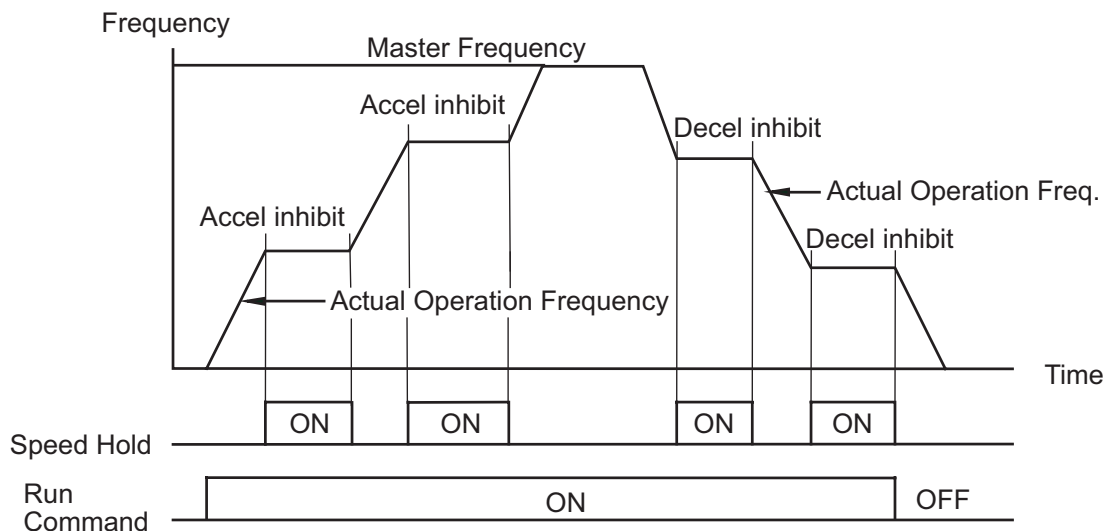 Frequency
Master Frequency
Accel inhibit
Decel inhibit
Actual Operation Freq.
Accel inhibit
Decel inhibit
Actual Operation Frequency
Time
ON
ON
ON
ON
Speed Hold
Run
Command
ON
OFF